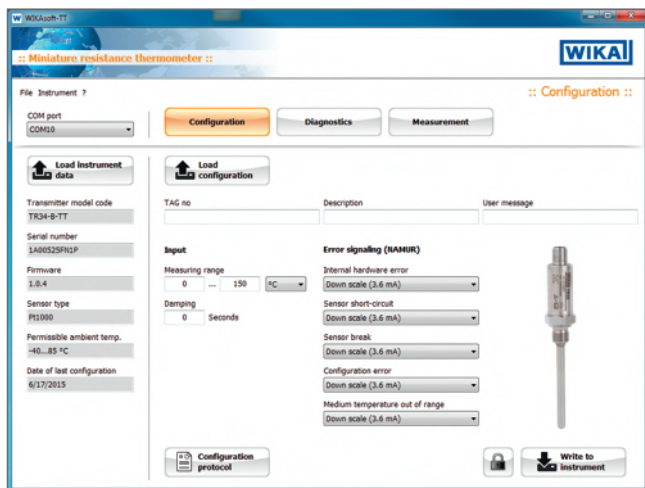 WIKAsoft-TT
:: Miniature resistance thermometer ::
WIKA
File Instrument ?
:: Configuration ::
COM port
COM10
Configuration
Diagnostics
Measurement
Load instrument
data
Load
configuration
Transmitter model code
TR34-B-TT
Serial number
1A00525FN1P
Firmware
1.0.4
Sensor type
Pt1000
Permissible ambient temp.
-40...85 °C
Date of last configuration
6/17/2015
TAG no
Description
User message
Input
Measuring range
0 ... 150 °C
Damping
0 Seconds
Error signaling (NAMUR)
Internal hardware error
Down scale (3.6 mA)
Sensor short-circuit
Down scale (3.6 mA)
Sensor break
Down scale (3.6 mA)
Configuration error
Down scale (3.6 mA)
Medium temperature out of range
Down scale (3.6 mA)
Configuration
protocol
Write to
instrument